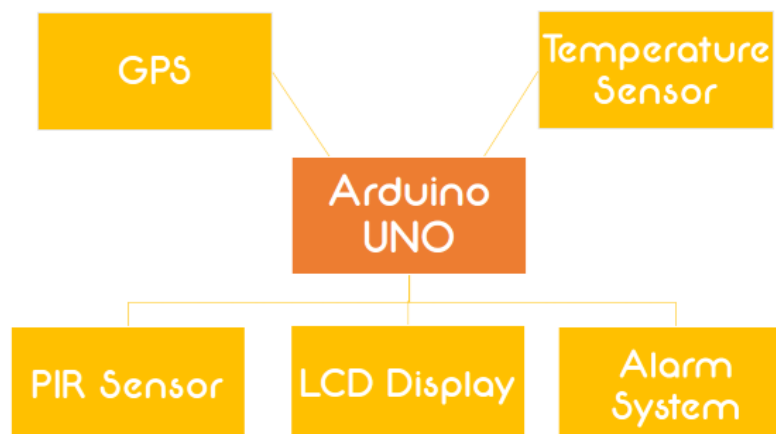 GPS
Temperature
Sensor
Arduino
UNO
PIR Sensor
LCD Display
Alarm
System